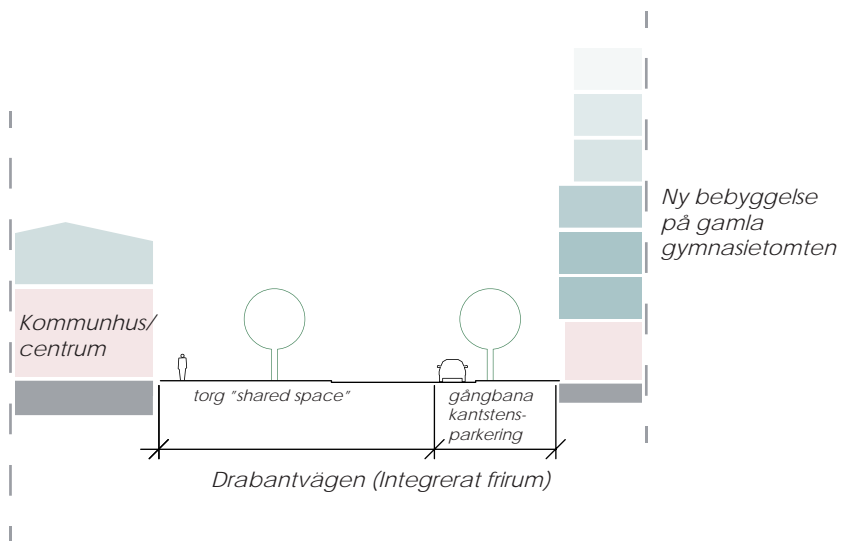 Ny bebyggelse
på gamla
gymnasietomten
Kommunhus/
centrum
torg "shared space"
gångbana
kantstens-
parkering
Drabantvägen (Integrerat frirum)